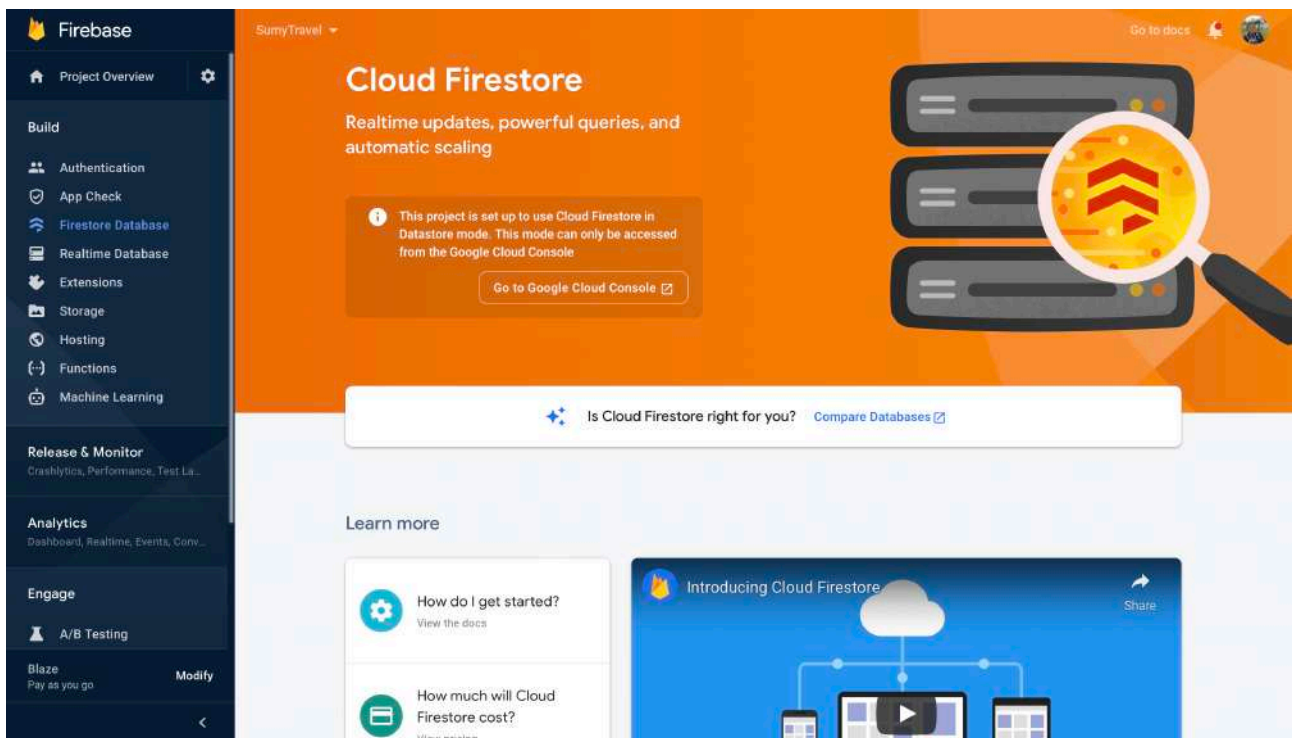 Firebase
SumyTravel
Go to docs
Project Overview
Build
Authentication
App Check
Firestore Database
Realtime Database
Extensions
Storage
Hosting
Functions
Machine Learning
Release & Monitor
Crashlytics, Performance, Test La...
Analytics
Dashboard, Realtime, Events, Conv...
Engage
A/B Testing
Blaze
Pay as you go
Modify
Cloud Firestore
Realtime updates, powerful queries, and
automatic scaling
This project is set up to use Cloud Firestore in
Datastore mode. This mode can only be accessed
from the Google Cloud Console
Go to Google Cloud Console
Is Cloud Firestore right for you? Compare Databases
Learn more
How do I get started?
View the docs
How much will Cloud
Firestore cost?
View pricing
Introducing Cloud Firestore
Share